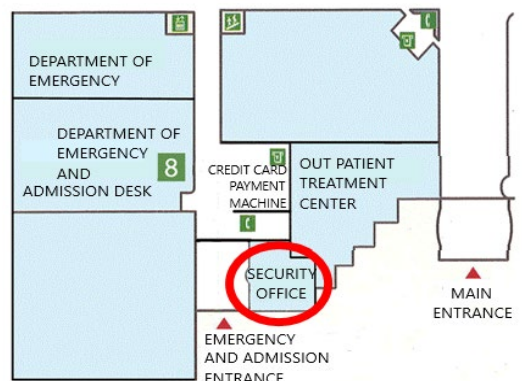 DEPARTMENT OF
EMERGENCY
DEPARTMENT OF
EMERGENCY
AND
ADMISSION DESK
8
CREDIT CARD
PAYMENT
MACHINE
OUT PATIENT
TREATMENT
CENTER
SECURITY
OFFICE
MAIN
ENTRANCE
EMERGENCY
AND ADMISSION
ENTRANCE